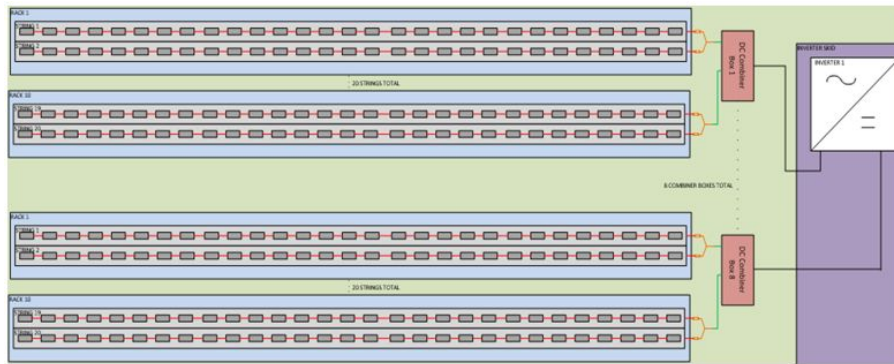 RACK 1
STRING 1
STRING 2
20 STRINGS TOTAL
RACK 10
STRING 19
STRING 20
DC Combiner
Box 1
INVERTER SKID
INVERTER 1
8 COMBINER BOXES TOTAL
RACK 1
STRING 1
STRING 2
20 STRINGS TOTAL
RACK 10
STRING 19
STRING 20
DC Combiner
Box 8